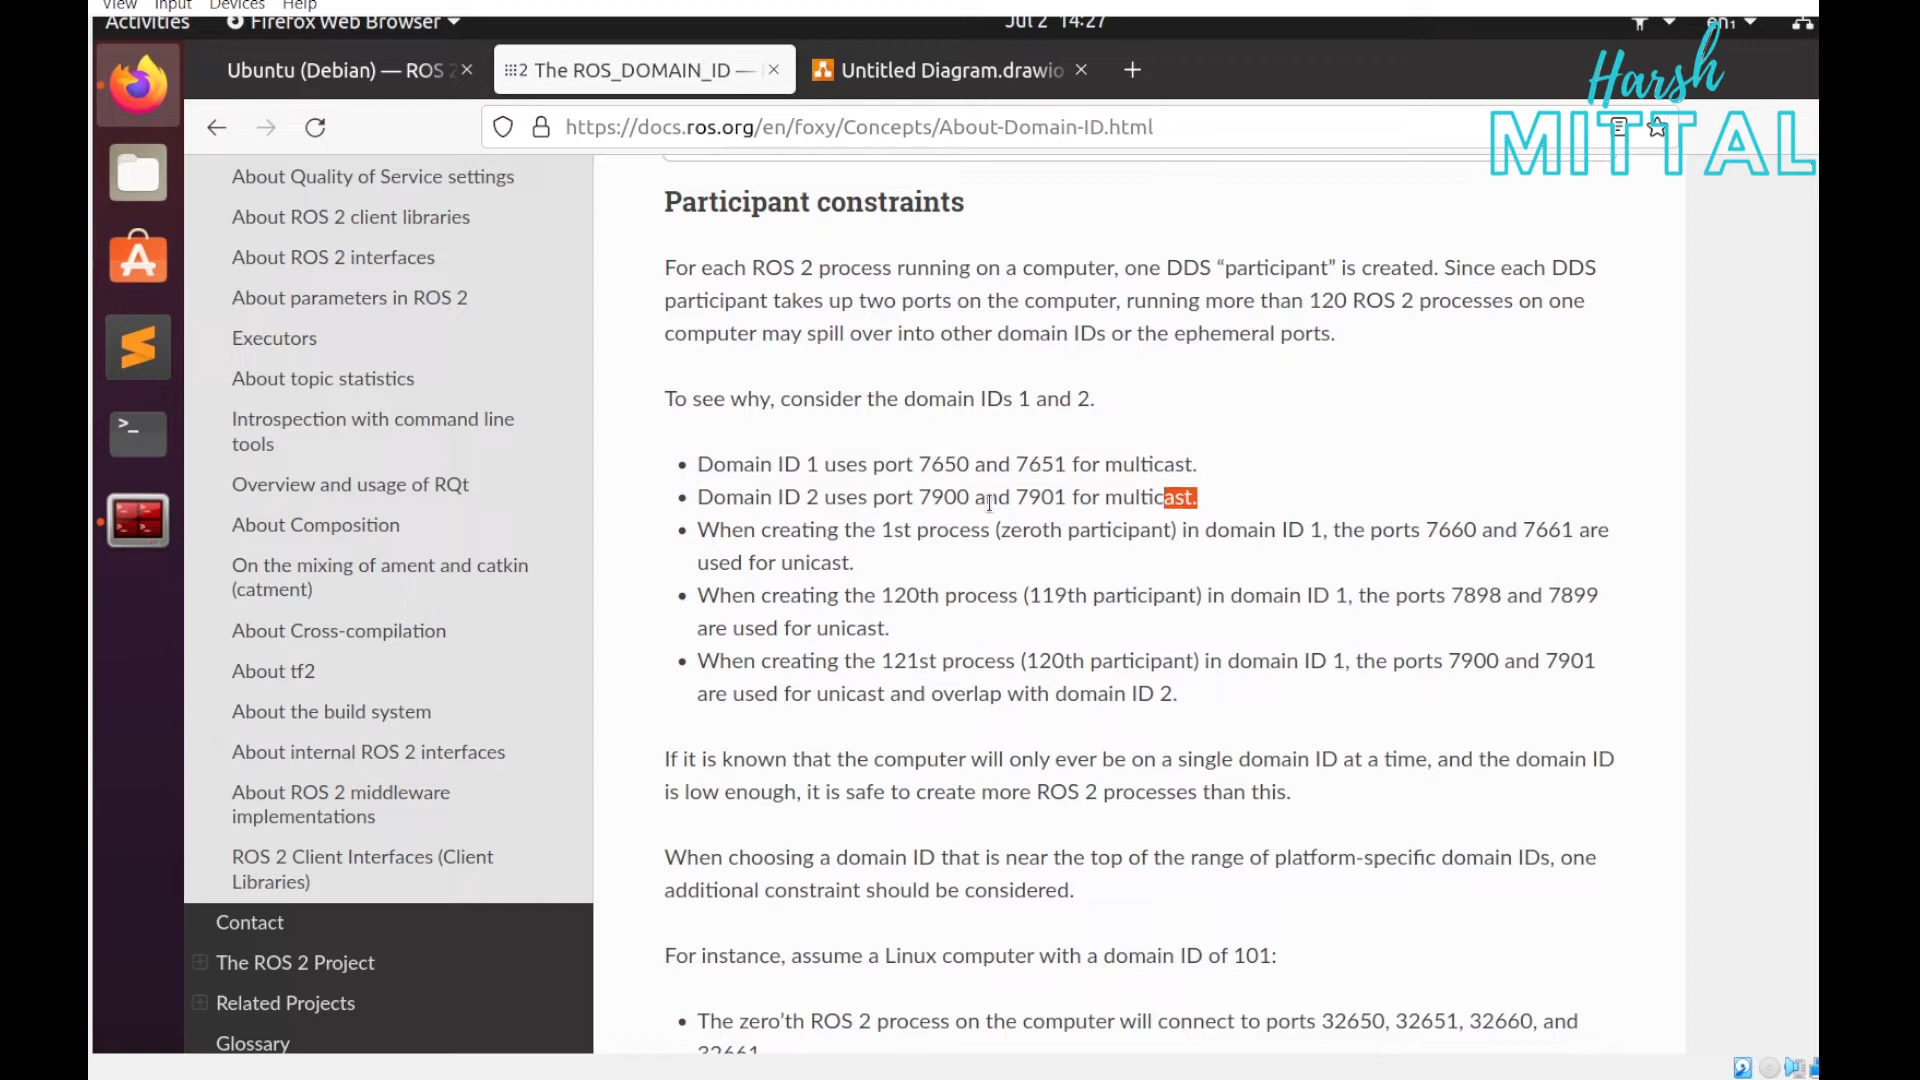 View Input Devices Help
Activities Firefox Web Browser Jul 2 14:27 en₁
Ubuntu (Debian) — ROS 2
The ROS_DOMAIN_ID —
Untitled Diagram.drawio
Harsh
MITTAL
https://docs.ros.org/en/foxy/Concepts/About-Domain-ID.html
About Quality of Service settings
About ROS 2 client libraries
About ROS 2 interfaces
About parameters in ROS 2
Executors
About topic statistics
Introspection with command line
tools
Overview and usage of RQt
About Composition
On the mixing of ament and catkin
(catment)
About Cross-compilation
About tf2
About the build system
About internal ROS 2 interfaces
About ROS 2 middleware
implementations
ROS 2 Client Interfaces (Client
Libraries)
Contact
The ROS 2 Project
Related Projects
Glossary
Participant constraints
For each ROS 2 process running on a computer, one DDS “participant” is created. Since each DDS
participant takes up two ports on the computer, running more than 120 ROS 2 processes on one
computer may spill over into other domain IDs or the ephemeral ports.
To see why, consider the domain IDs 1 and 2.
• Domain ID 1 uses port 7650 and 7651 for multicast.
• Domain ID 2 uses port 7900 and 7901 for multicast.
• When creating the 1st process (zeroth participant) in domain ID 1, the ports 7660 and 7661 are
used for unicast.
• When creating the 120th process (119th participant) in domain ID 1, the ports 7898 and 7899
are used for unicast.
• When creating the 121st process (120th participant) in domain ID 1, the ports 7900 and 7901
are used for unicast and overlap with domain ID 2.
If it is known that the computer will only ever be on a single domain ID at a time, and the domain ID
is low enough, it is safe to create more ROS 2 processes than this.
When choosing a domain ID that is near the top of the range of platform-specific domain IDs, one
additional constraint should be considered.
For instance, assume a Linux computer with a domain ID of 101:
• The zero’th ROS 2 process on the computer will connect to ports 32650, 32651, 32660, and
32661